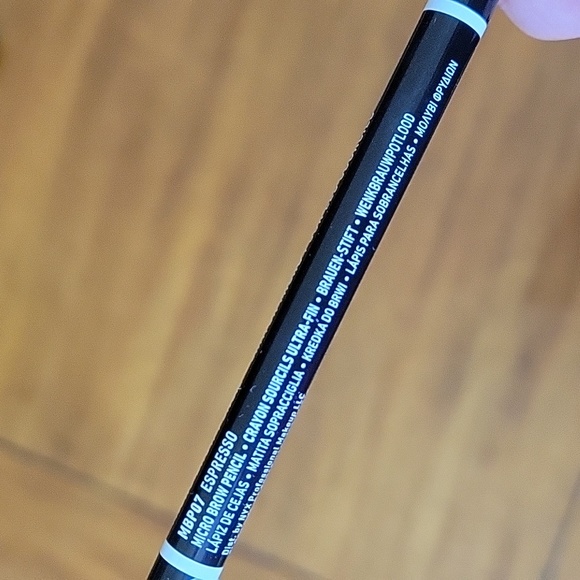 MBP07 ESPRESSO
MICRO BROW PENCIL • CRAYON SOURCILS ULTRA-FIN • BRAUEN-STIFT • WENKBRAUWPOTLOOD
LÁPIZ DE CEJAS • MATITA SOPRACCIGLIA • KREDKA DO BRWI • LÁPIS PARA SOBRANCELHAS • ΜΟΛΥΒΙ ΦΡΥΔΙΩΝ
Dist. by NYX Professional Makeup LLC